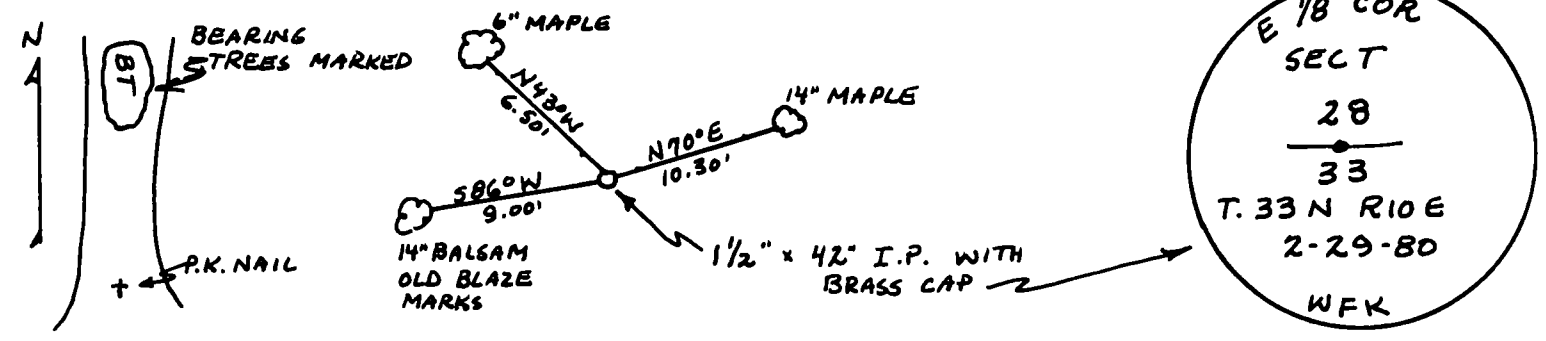 N
BT
BEARING
TREES MARKED
P.K. NAIL
6" MAPLE
N43°W
6.50'
14" MAPLE
N70°E
10.30'
S86°W
9.00'
14" BALSAM
OLD BLAZE
MARKS
1 1/2" x 42" I.P. WITH
BRASS CAP
E 1/8 COR
SECT
28
33
T. 33 N R10 E
2-29-80
WFK